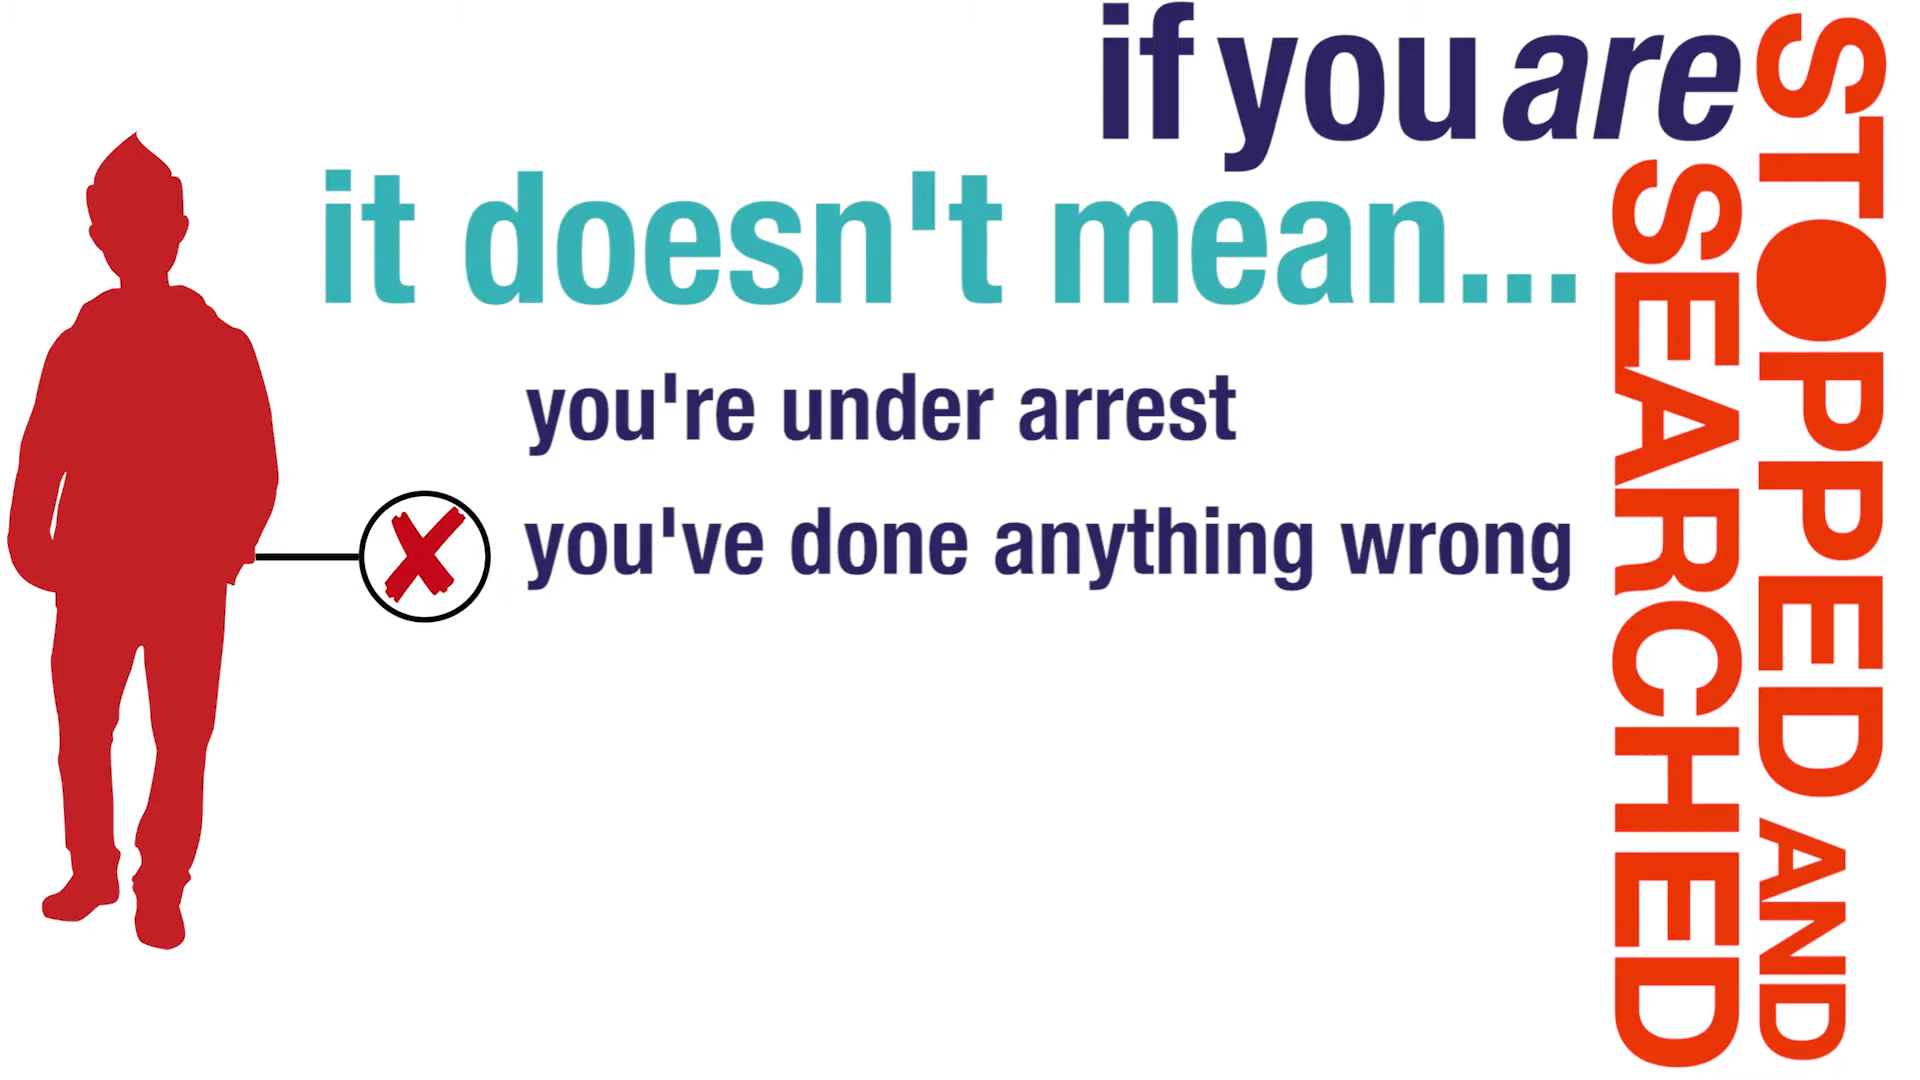 if you are
STOPPED AND
SEARCHED
it doesn't mean...
you're under arrest
you've done anything wrong